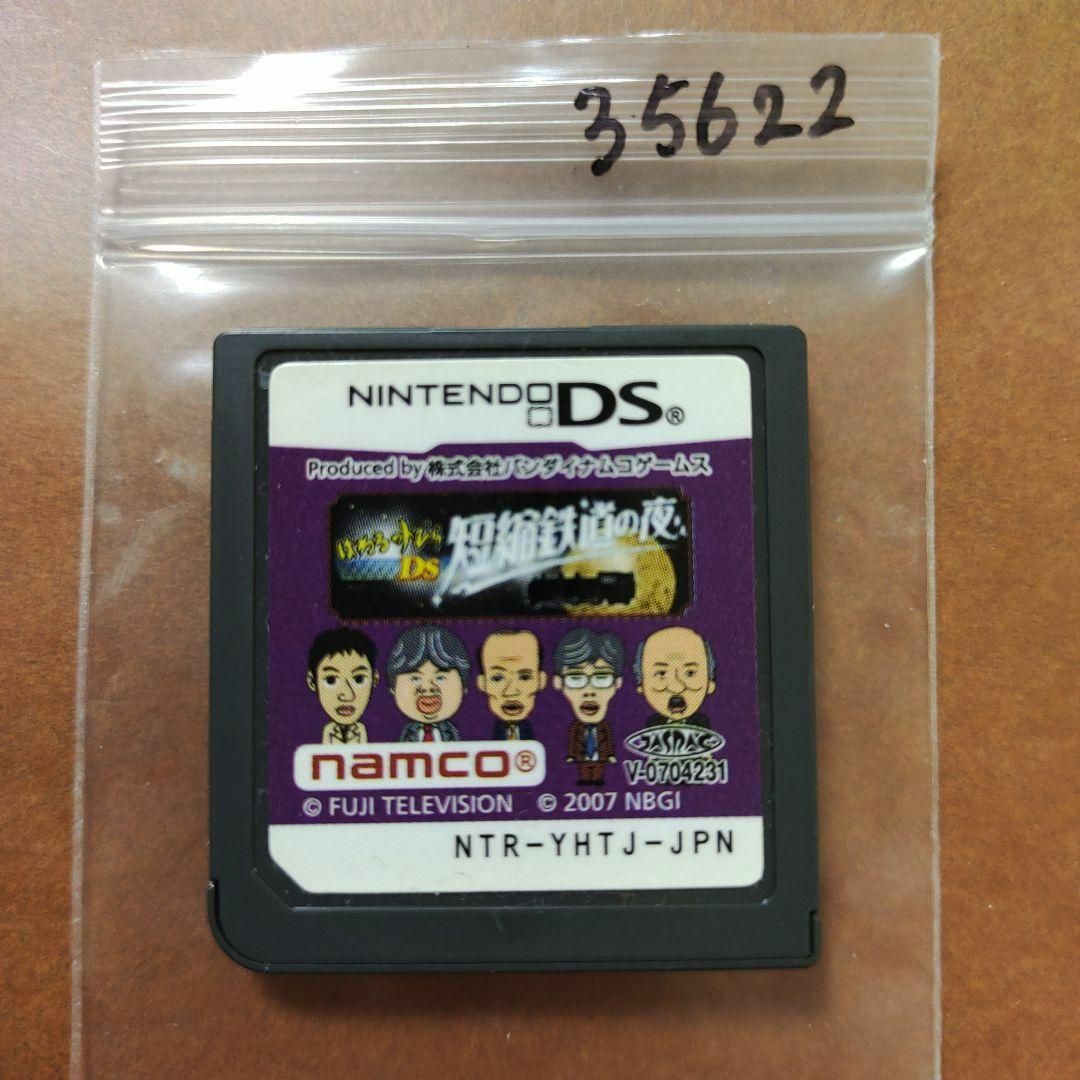 35622
NINTENDO DS®
Produced by 株式会社バンダイナムコゲームス
はねるのとびら
DS
短縮鉄道の夜
namco®
JASRAC
V-0704231
© FUJI TELEVISION © 2007 NBGI
NTR-YHTJ-JPN